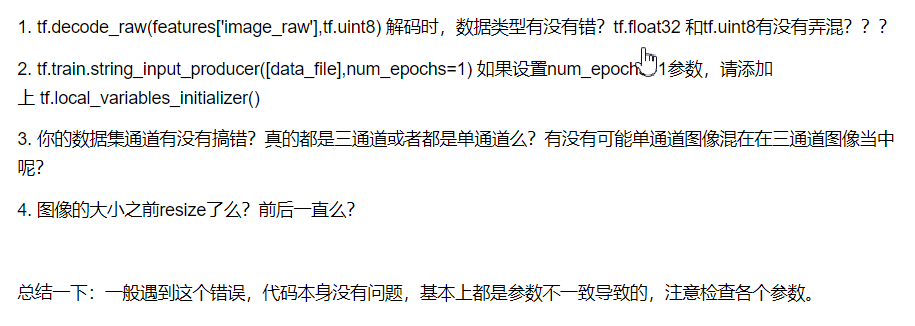 1. tf.decode_raw(features['image_raw'],tf.uint8) 解码时，数据类型有没有错？tf.float32 和tf.uint8有没有弄混？？？
2. tf.train.string_input_producer([data_file],num_epochs=1) 如果设置num_epochs=1参数，请添加
上 tf.local_variables_initializer()
3. 你的数据集通道有没有搞错？真的都是三通道或者都是单通道么？有没有可能单通道图像混在在三通道图像当中
呢？
4. 图像的大小之前resize了么？前后一直么？
总结一下：一般遇到这个错误，代码本身没有问题，基本上都是参数不一致导致的，注意检查各个参数。